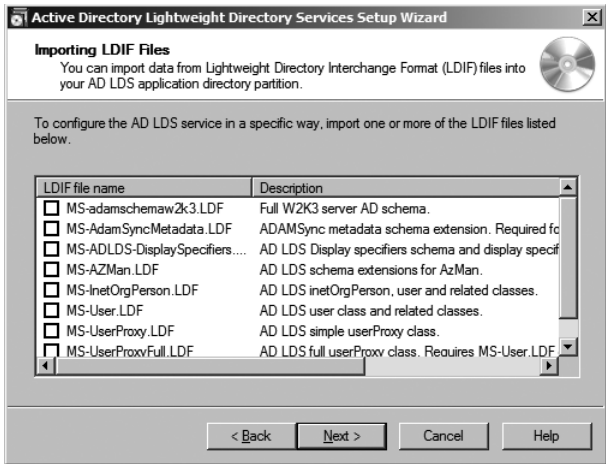 Active Directory Lightweight Directory Services Setup Wizard
Importing LDIF Files
You can import data from Lightweight Directory Interchange Format (LDIF) files into
your AD LDS application directory partition.
To configure the AD LDS service in a specific way, import one or more of the LDIF files listed
below.
LDIF file name Description
MS-adamschemaw2k3.LDF Full W2K3 server AD schema.
MS-AdamSyncMetadata.LDF ADAMSync metadata schema extension. Required fo
MS-ADLDS-DisplaySpecifiers.... AD LDS Display specifiers schema and display specif
MS-AZMan.LDF AD LDS schema extensions for AzMan.
MS-InetOrgPerson.LDF AD LDS inetOrgPerson, user and related classes.
MS-User.LDF AD LDS user class and related classes.
MS-UserProxy.LDF AD LDS simple userProxy class.
MS-UserProxyFull.LDF AD LDS full userProxy class. Requires MS-User.LDF
< Back Next > Cancel Help